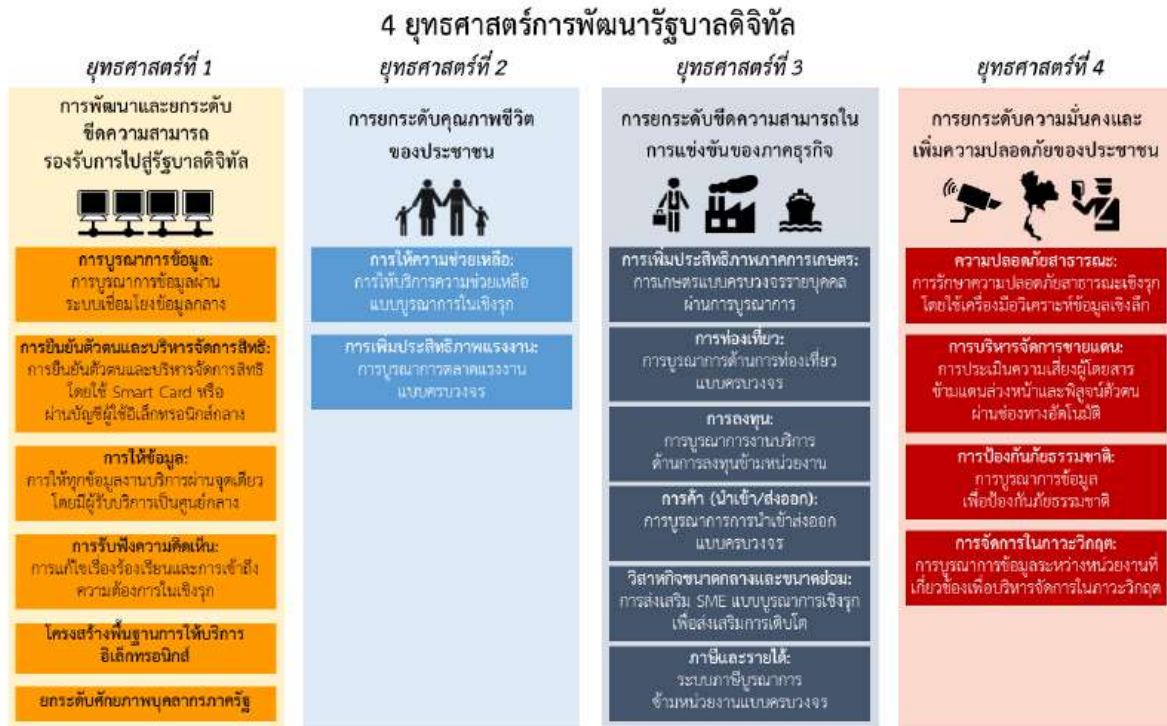 4 ยุทธศาสตร์การพัฒนารัฐบาลดิจิทัล
ยุทธศาสตร์ที่ 1
การพัฒนาและยกระดับ
ขีดความสามารถ
รองรับการไปสู่รัฐบาลดิจิทัล
การบูรณาการข้อมูล:
การบูรณาการข้อมูลผ่าน
ระบบเชื่อมโยงข้อมูลกลาง
การยืนยันตัวตนและบริหารจัดการสิทธิ:
การยืนยันตัวตนและบริหารจัดการสิทธิ
โดยใช้ Smart Card หรือ
ผ่านบัญชีผู้ใช้อิเล็กทรอนิกส์กลาง
การให้ข้อมูล:
การให้ทุกข้อมูลงานบริการผ่านจุดเดียว
โดยมีผู้รับบริการเป็นศูนย์กลาง
การรับฟังความคิดเห็น:
การแก้ไขเรื่องร้องเรียนและการเข้าถึง
ความต้องการในเชิงรุก
โครงสร้างพื้นฐานการให้บริการ
อิเล็กทรอนิกส์
ยกระดับศักยภาพบุคลากรภาครัฐ
ยุทธศาสตร์ที่ 2
การยกระดับคุณภาพชีวิต
ของประชาชน
การให้ความช่วยเหลือ:
การให้บริการความช่วยเหลือ
แบบบูรณาการในเชิงรุก
การเพิ่มประสิทธิภาพแรงงาน:
การบูรณาการตลาดแรงงาน
แบบครบวงจร
ยุทธศาสตร์ที่ 3
การยกระดับขีดความสามารถใน
การแข่งขันของภาคธุรกิจ
การเพิ่มประสิทธิภาพภาคการเกษตร:
การเกษตรแบบครบวงจรรายบุคคล
ผ่านการบูรณาการ
การท่องเที่ยว:
การบูรณาการด้านการท่องเที่ยว
แบบครบวงจร
การลงทุน:
การบูรณาการงานบริการ
ด้านการลงทุนข้ามหน่วยงาน
การค้า (นำเข้า/ส่งออก):
การบูรณาการการนำเข้าส่งออก
แบบครบวงจร
วิสาหกิจขนาดกลางและขนาดย่อม:
การส่งเสริม SME แบบบูรณาการเชิงรุก
เพื่อส่งเสริมการเติบโต
ภาษีและรายได้:
ระบบภาษีบูรณาการ
ข้ามหน่วยงานแบบครบวงจร
ยุทธศาสตร์ที่ 4
การยกระดับความมั่นคงและ
เพิ่มความปลอดภัยของประชาชน
ความปลอดภัยสาธารณะ:
การรักษาความปลอดภัยสาธารณะเชิงรุก
โดยใช้เครื่องมือวิเคราะห์ข้อมูลเชิงลึก
การบริหารจัดการชายแดน:
การประเมินความเสี่ยงผู้โดยสาร
ข้ามแดนล่วงหน้าและพิสูจน์ตัวตน
ผ่านช่องทางอัตโนมัติ
การป้องกันภัยธรรมชาติ:
การบูรณาการข้อมูล
เพื่อป้องกันภัยธรรมชาติ
การจัดการในภาวะวิกฤต:
การบูรณาการข้อมูลระหว่างหน่วยงานที่
เกี่ยวข้องเพื่อบริหารจัดการในภาวะวิกฤต